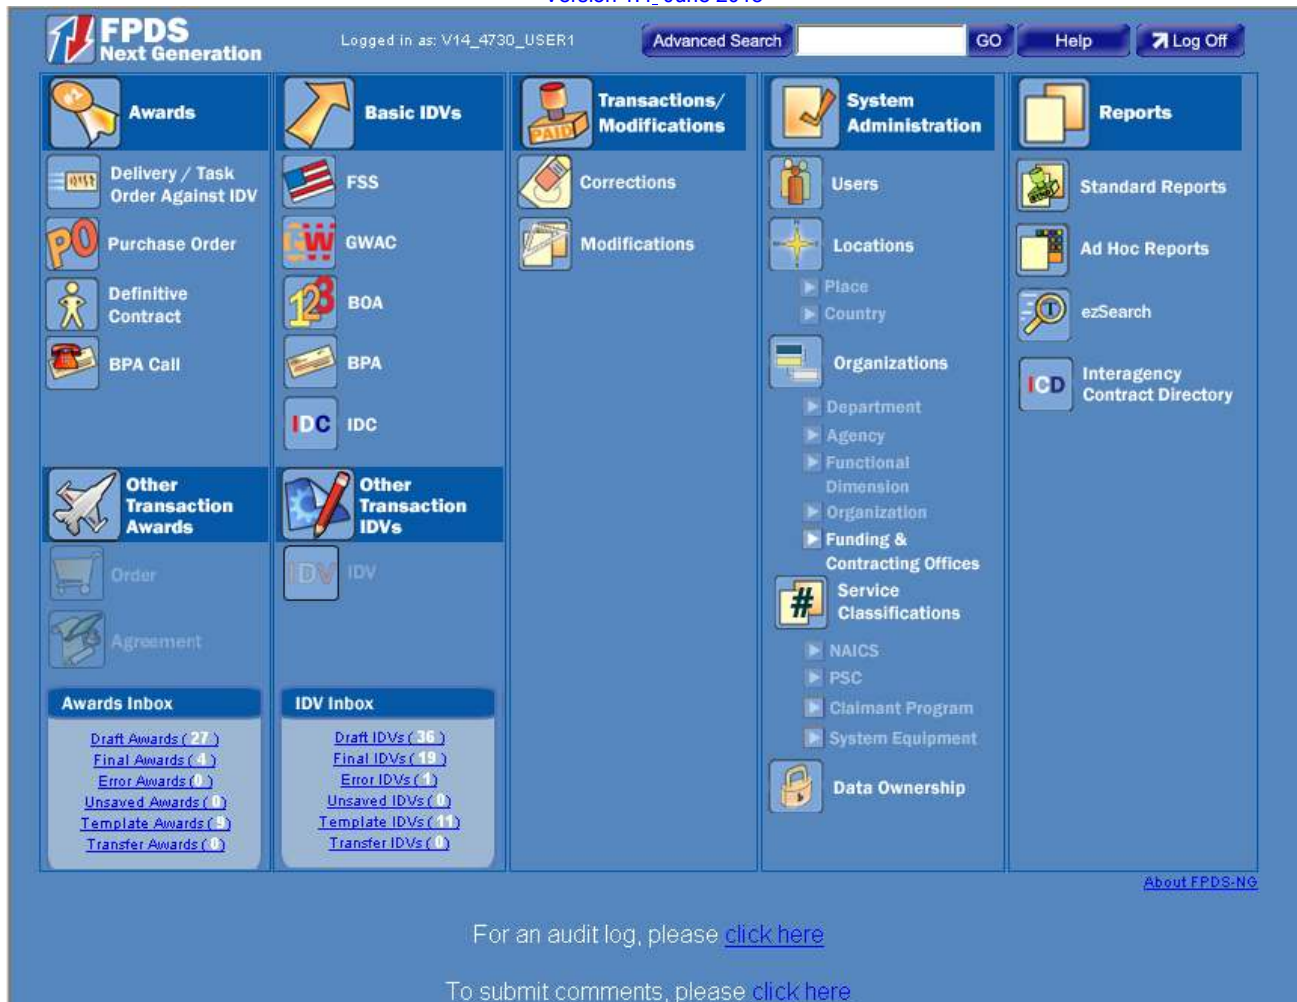 FPDS
Next Generation
Logged in as: V14_4730_USER1
Advanced Search
GO
Help
Log Off
Awards
Delivery / Task
Order Against IDV
PO
Purchase Order
Definitive
Contract
BPA Call
Other
Transaction
Awards
Order
Agreement
Awards Inbox
Draft Awards ( 27 )
Final Awards ( 4 )
Error Awards ( 0 )
Unsaved Awards ( 0 )
Template Awards ( 9 )
Transfer Awards ( 0 )
Basic IDVs
FSS
GWAC
123
BOA
BPA
IDC
IDC
Other
Transaction
IDVs
IDV
IDV
IDV Inbox
Draft IDVs ( 36 )
Final IDVs ( 19 )
Error IDVs ( 1 )
Unsaved IDVs ( 0 )
Template IDVs ( 11 )
Transfer IDVs ( 0 )
Transactions/
Modifications
PAID
Corrections
Modifications
System
Administration
Users
Locations
Place
Country
Organizations
Department
Agency
Functional
Dimension
Organization
Funding &
Contracting Offices
#
Service
Classifications
NAICS
PSC
Claimant Program
System Equipment
Data Ownership
Reports
Standard Reports
Ad Hoc Reports
T
ezSearch
ICD
Interagency
Contract Directory
About FPDS-NG
For an audit log, please click here
To submit comments, please click here